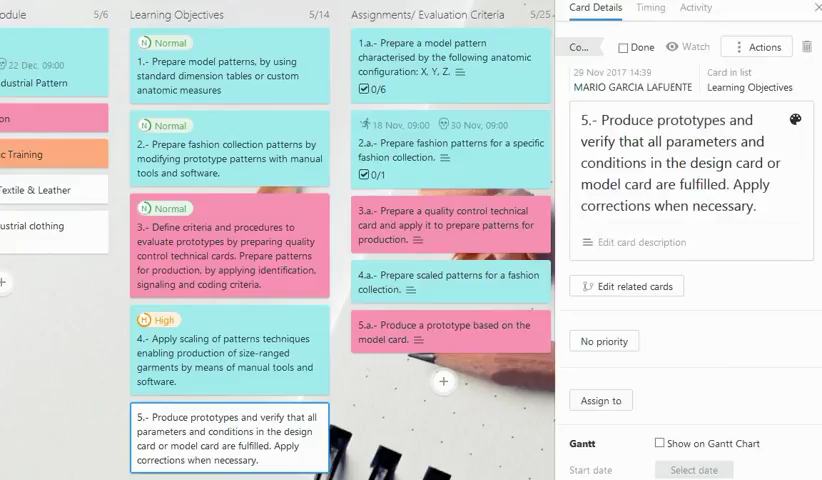 odule 5/6
22 Dec, 09:00
dustrial Pattern
on
c Training
Textile & Leather
ustrial clothing
Learning Objectives 5/14
N Normal
1.- Prepare model patterns, by using
standard dimension tables or custom
anatomic measures
N Normal
2.- Prepare fashion collection patterns by
modifying prototype patterns with manual
tools and software.
N Normal
3.- Define criteria and procedures to
evaluate prototypes by preparing quality
control technical cards. Prepare patterns
for production, by applying identification,
signaling and coding criteria.
H High
4.- Apply scaling of patterns techniques
enabling production of size-ranged
garments by means of manual tools and
software.
5.- Produce prototypes and verify that all
parameters and conditions in the design
card or model card are fulfilled. Apply
corrections when necessary.
Assignments/ Evaluation Criteria 5/25
1.a.- Prepare a model pattern
characterised by the following anatomic
configuration: X, Y, Z.
0/6
18 Nov, 09:00 30 Nov, 09:00
2.a.- Prepare fashion patterns for a specific
fashion collection.
0/1
3.a.- Prepare a quality control technical
card and apply it to prepare patterns for
production.
4.a.- Prepare scaled patterns for a fashion
collection.
5.a.- Produce a prototype based on the
model card.
Card Details Timing Activity
Co... Done Watch Actions
29 Nov 2017 14:39 Card in list
MARIO GARCIA LAFUENTE Learning Objectives
5.- Produce prototypes and
verify that all parameters and
conditions in the design card or
model card are fulfilled. Apply
corrections when necessary.
Edit card description
Edit related cards
No priority
Assign to
Gantt Show on Gantt Chart
Start date Select date